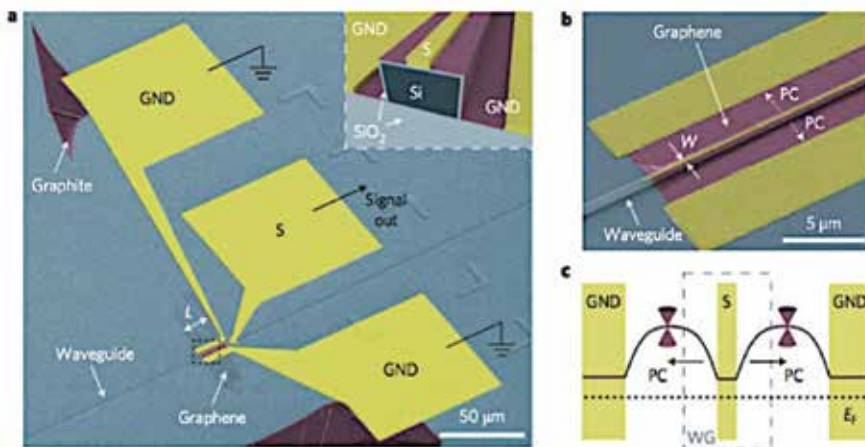 a
GND
S
Si
GND
SiO2
GND
Graphite
Signal
out
S
L
Waveguide
GND
Graphene
50 μm
b
Graphene
PC
PC
W
Waveguide
5 μm
c
GND
S
GND
PC
PC
EF
WG